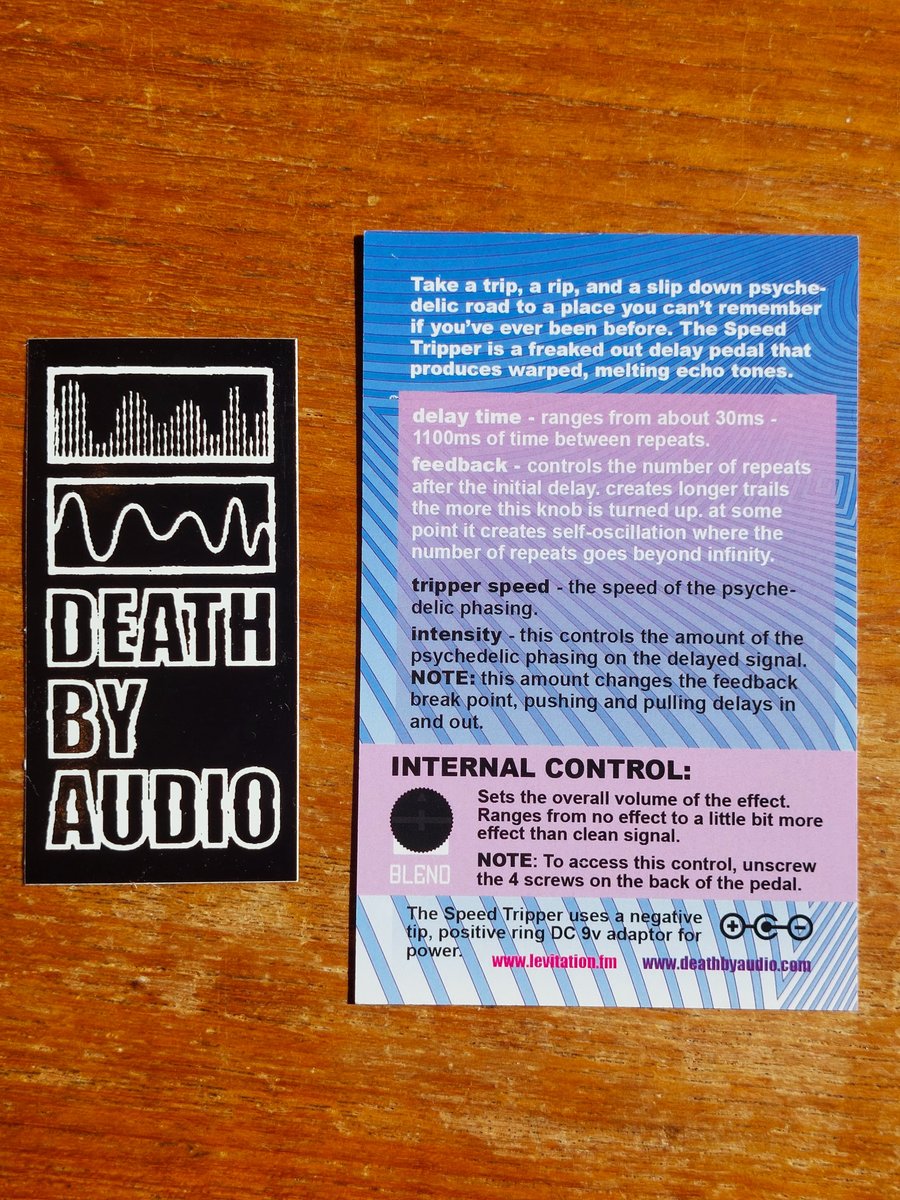 DEATH
BY
AUDIO
Take a trip, a rip, and a slip down psyche-
delic road to a place you can't remember
if you've ever been before. The Speed
Tripper is a freaked out delay pedal that
produces warped, melting echo tones.
delay time - ranges from about 30ms -
1100ms of time between repeats.
feedback - controls the number of repeats
after the initial delay. creates longer trails
the more this knob is turned up. at some
point it creates self-oscillation where the
number of repeats goes beyond infinity.
tripper speed - the speed of the psyche-
delic phasing.
intensity - this controls the amount of the
psychedelic phasing on the delayed signal.
NOTE: this amount changes the feedback
break point, pushing and pulling delays in
and out.
INTERNAL CONTROL:
Sets the overall volume of the effect.
Ranges from no effect to a little bit more
effect than clean signal.
BLEND
NOTE: To access this control, unscrew
the 4 screws on the back of the pedal.
The Speed Tripper uses a negative
tip, positive ring DC 9v adaptor for
power.
www.levitation.fm www.deathbyaudio.com